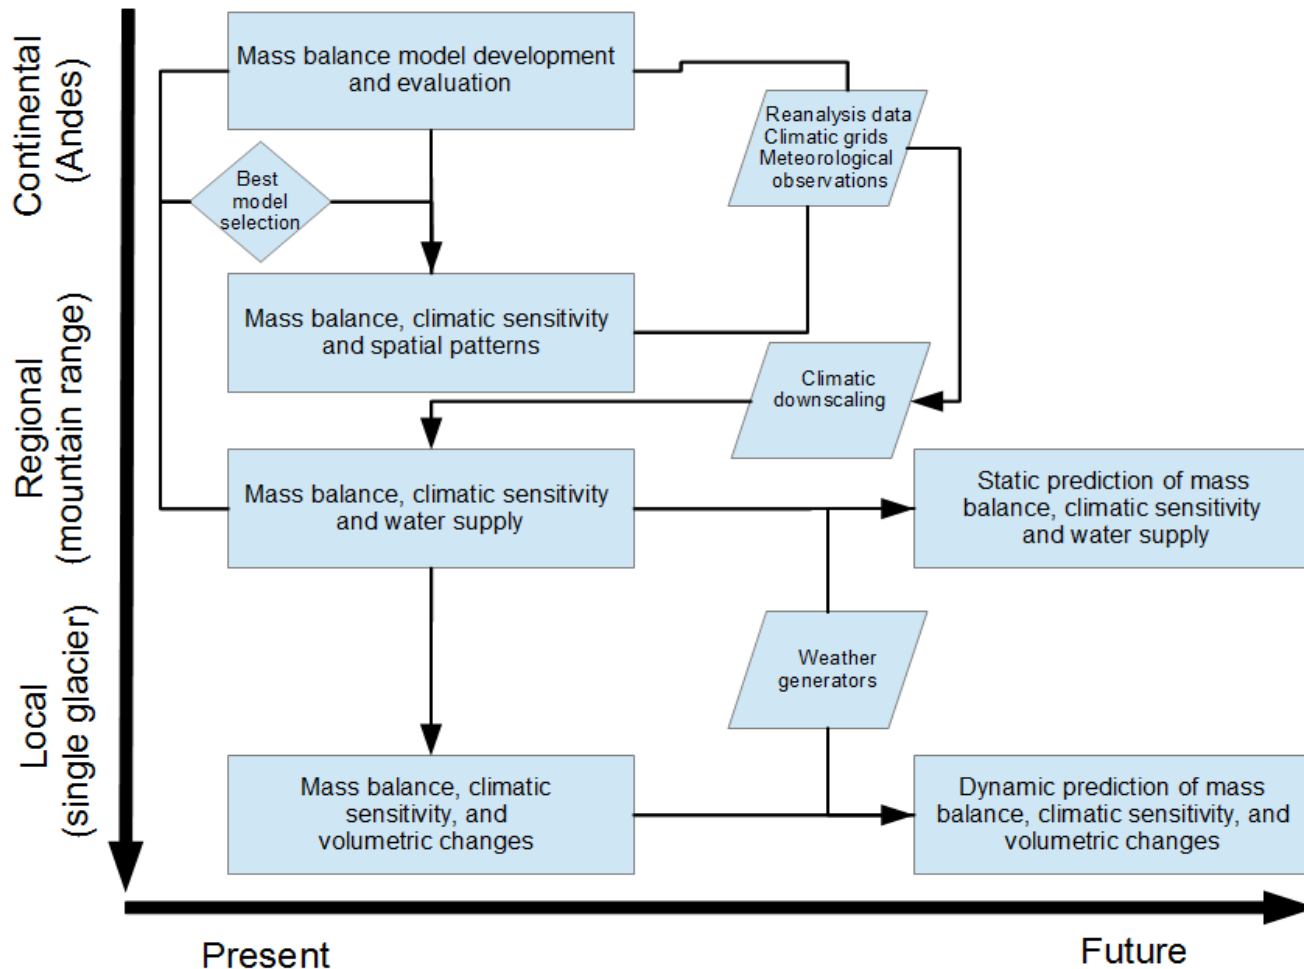 Continental
(Andes)
Mass balance model development
and evaluation
Reanalysis data
Climatic grids
Meteorological
observations
Best
model
selection
Mass balance, climatic sensitivity
and spatial patterns
Regional
(mountain range)
Climatic
downscaling
Mass balance, climatic sensitivity
and water supply
Static prediction of mass
balance, climatic sensitivity
and water supply
Local
(single glacier)
Weather
generators
Mass balance, climatic
sensitivity, and
volumetric changes
Dynamic prediction of mass
balance, climatic sensitivity, and
volumetric changes
Present
Future